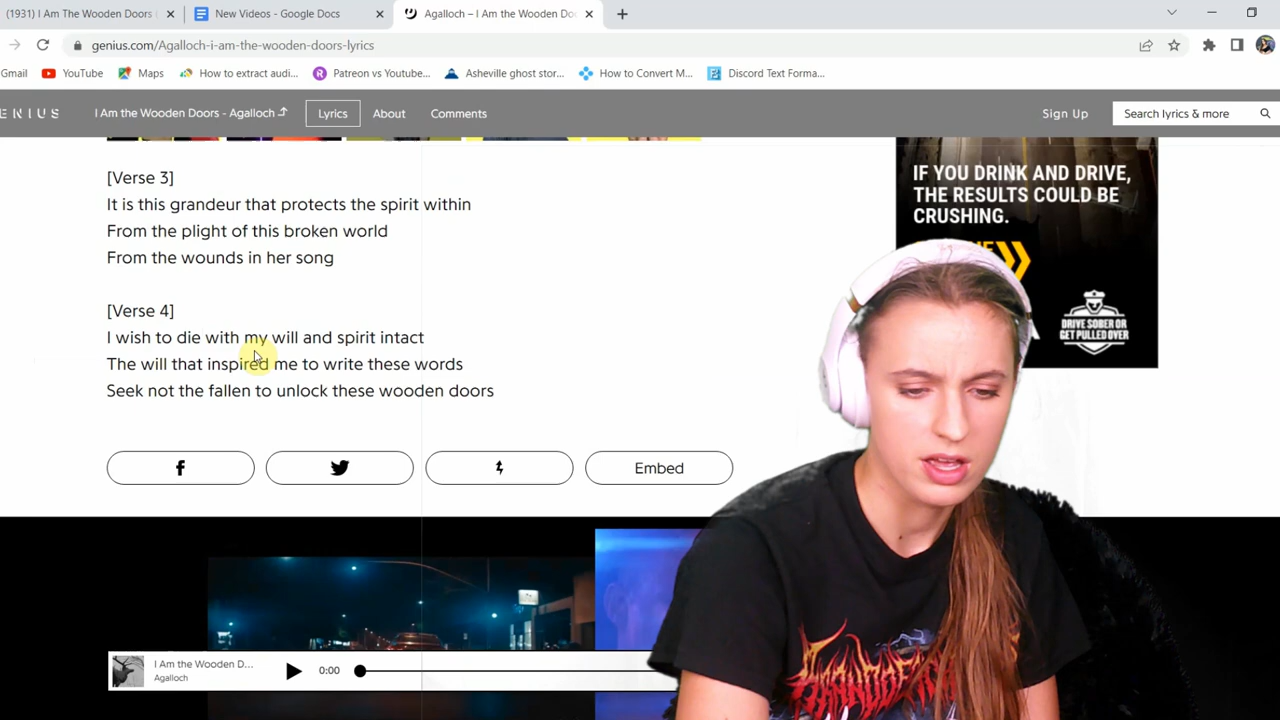 (1931) I Am The Wooden Doors
New Videos - Google Docs
Agalloch – I Am the Wooden Do
genius.com/Agalloch-i-am-the-wooden-doors-lyrics
Gmail YouTube Maps How to extract audi... Patreon vs Youtube... Asheville ghost stor... How to Convert M... Discord Text Forma...
ENIUS I Am the Wooden Doors - Agalloch Lyrics About Comments Sign Up Search lyrics & more
[Verse 3]
It is this grandeur that protects the spirit within
From the plight of this broken world
From the wounds in her song
[Verse 4]
I wish to die with my will and spirit intact
The will that inspired me to write these words
Seek not the fallen to unlock these wooden doors
Embed
IF YOU DRINK AND DRIVE,
THE RESULTS COULD BE
CRUSHING.
DRIVE SOBER OR
GET PULLED OVER
I Am the Wooden D...
Agalloch
0:00